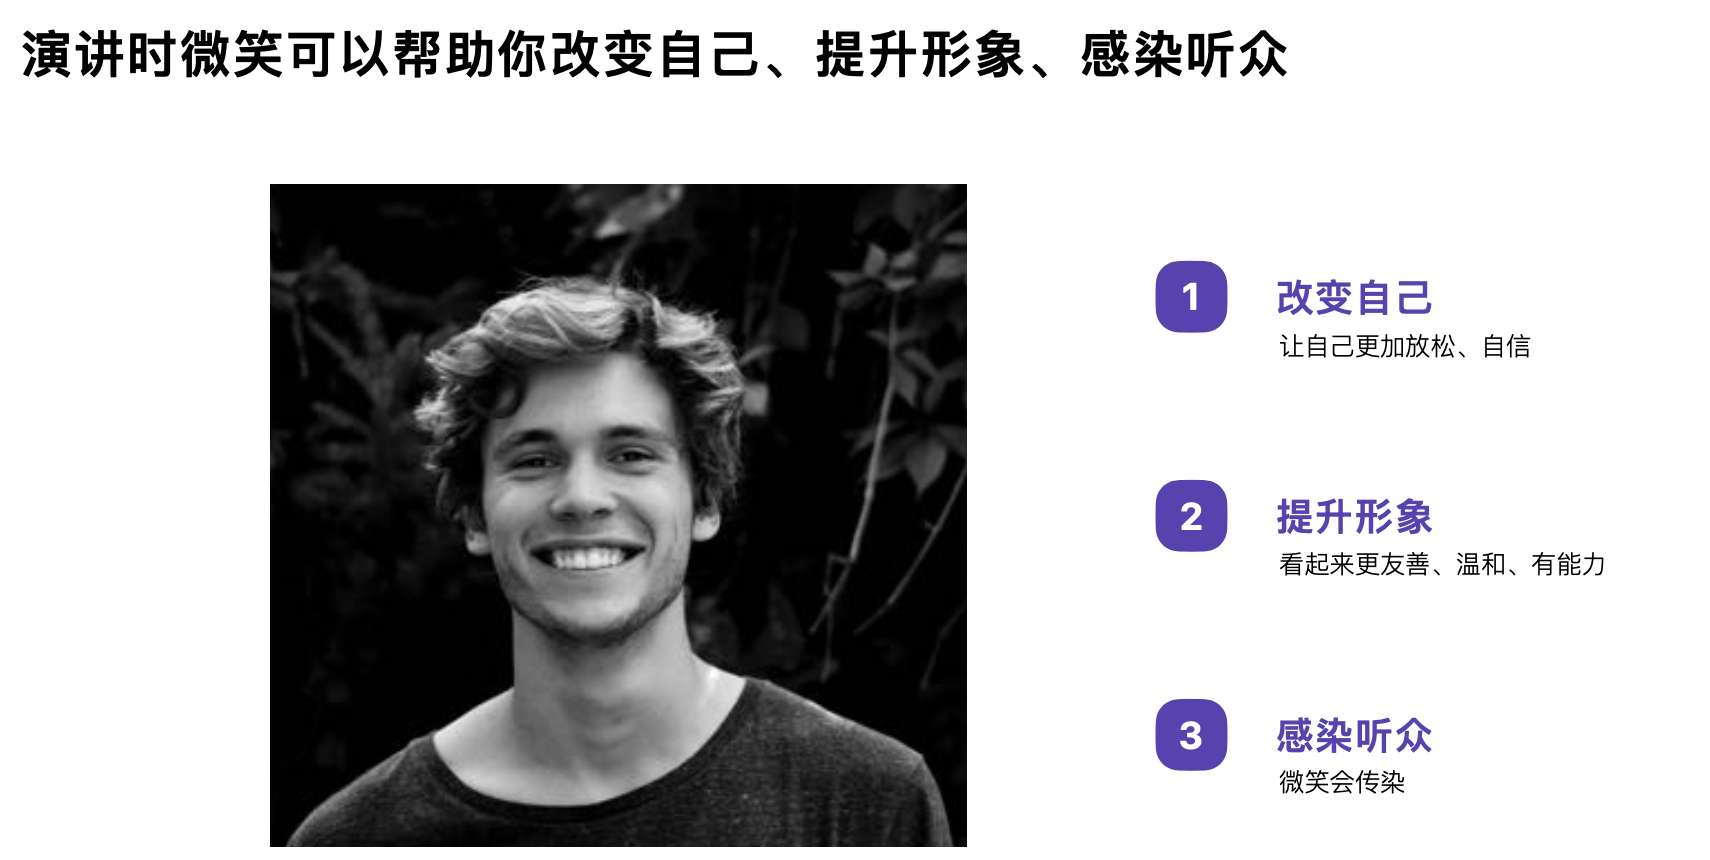 演讲时微笑可以帮助你改变自己、提升形象、感染听众
1
改变自己
让自己更加放松、自信
2
提升形象
看起来更友善、温和、有能力
3
感染听众
微笑会传染